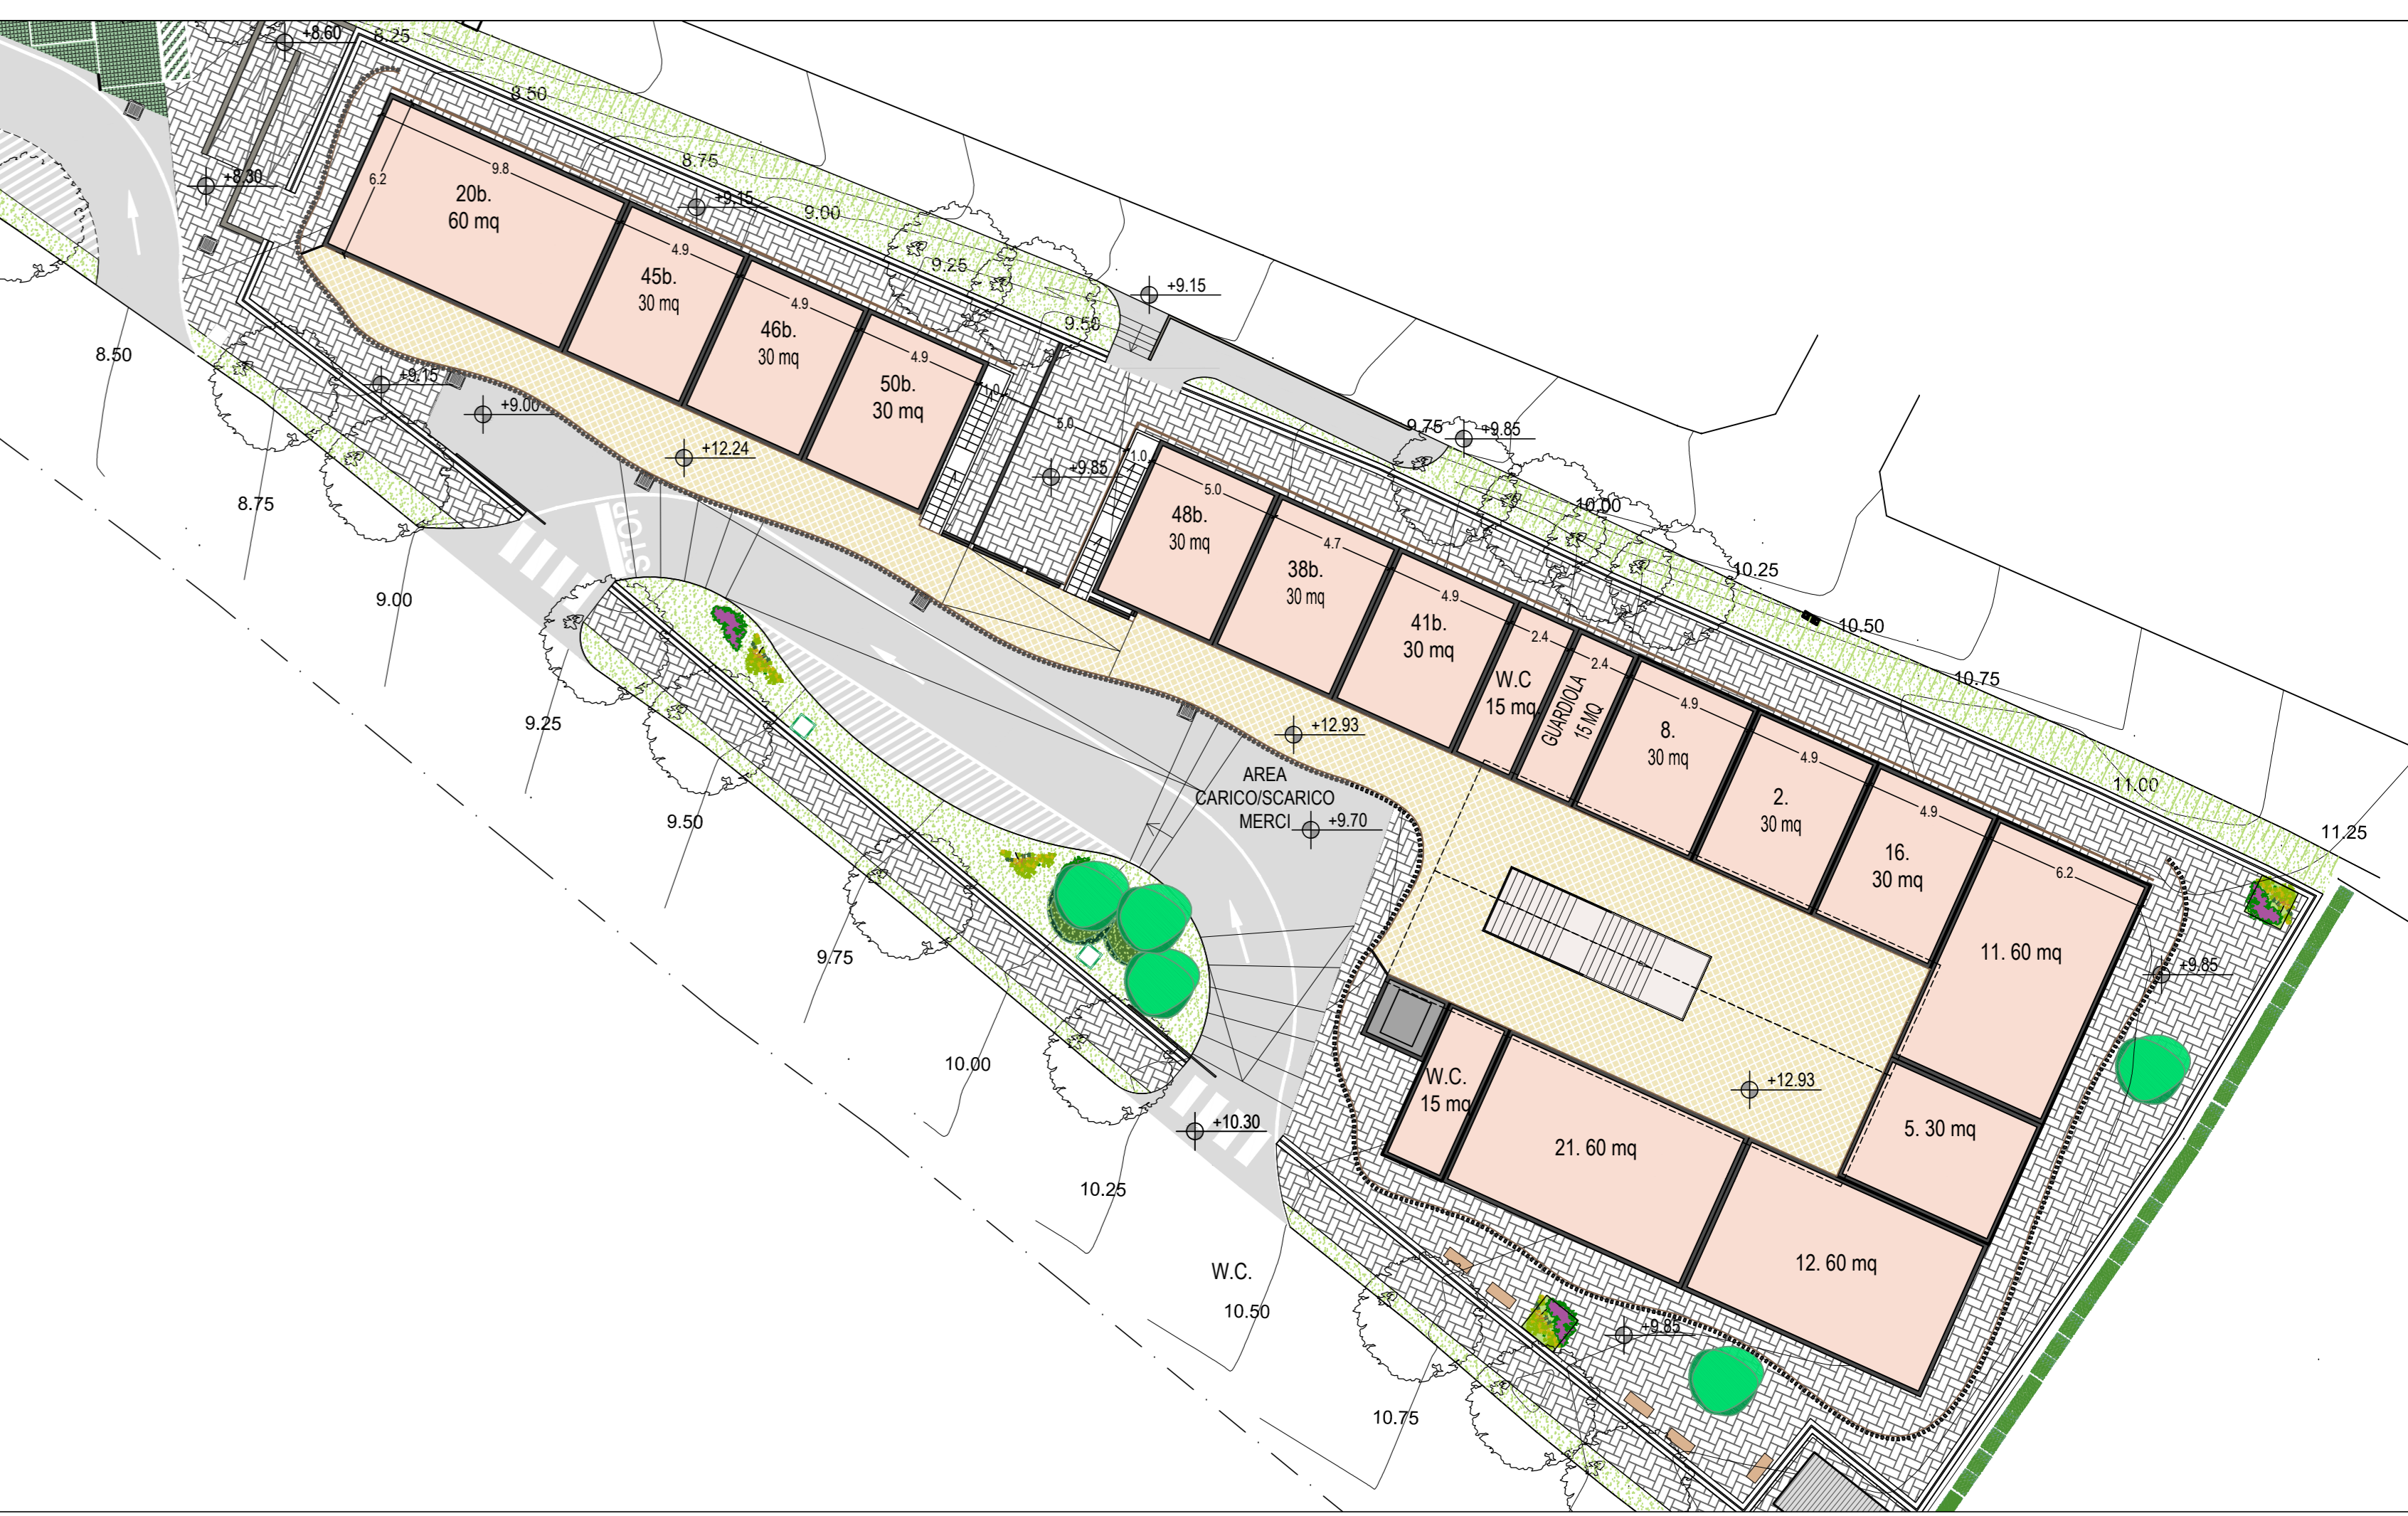 +8.60
8.25
8.50
+8.30
8.75
+9.15
9.00
9.25
9.50
+9.15
9.8
6.2
20b.
60 mq
4.9
45b.
30 mq
4.9
46b.
30 mq
4.9
50b.
30 mq
1.0
5.0
+9.85
1.0
8.50
+9.15
+9.00
+12.24
STOP
8.75
9.00
9.25
9.50
9.75
10.00
10.25
9.75
+9.85
10.00
10.25
10.50
10.75
11.00
11.25
5.0
48b.
30 mq
4.7
38b.
30 mq
4.9
41b.
30 mq
2.4
W.C
15 mq
2.4
GUARDIOLA
15 MQ
4.9
8.
30 mq
4.9
2.
30 mq
4.9
16.
30 mq
6.2
11. 60 mq
+9.85
+12.93
AREA
CARICO/SCARICO
MERCI
+9.70
+12.93
5. 30 mq
W.C.
15 mq
21. 60 mq
12. 60 mq
+10.30
W.C.
10.50
+9.85
10.75